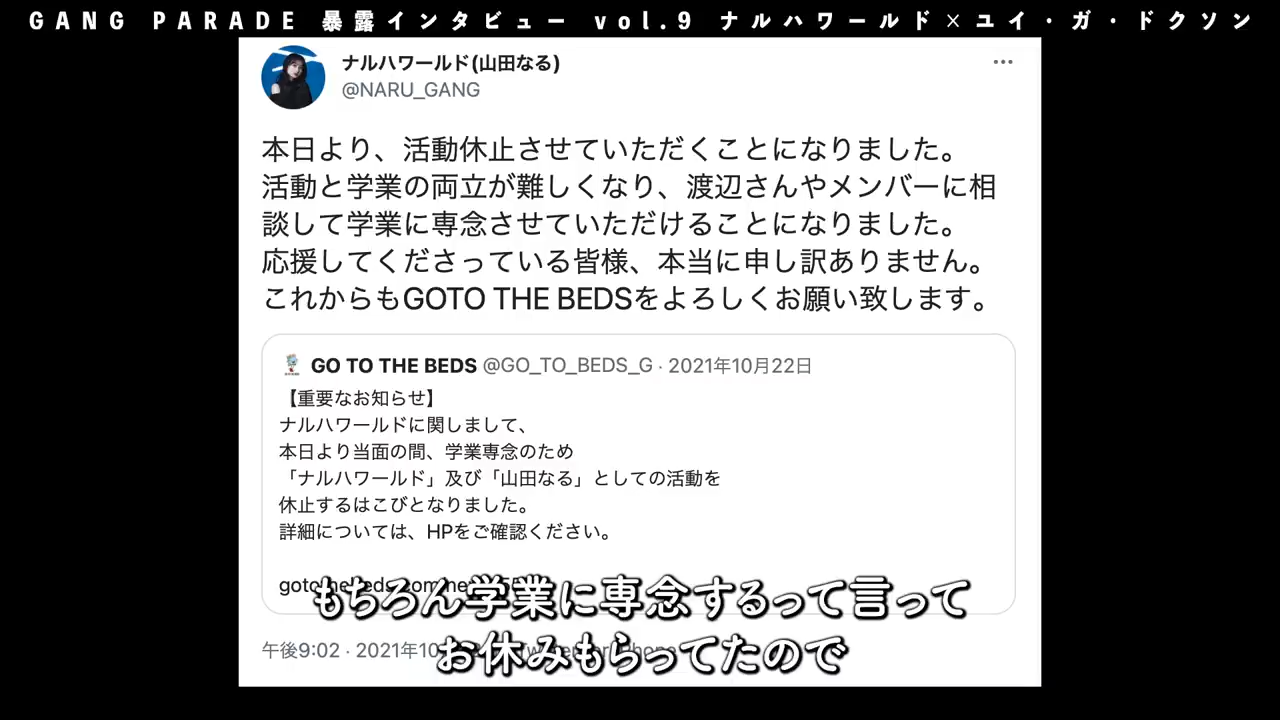 GANG PARADE 暴露インタビュー vol.9 ナルハワールド×ユイ・ガ・ドクソン
ナルハワールド(山田なる)
@NARU_GANG
本日より、活動休止させていただくことになりました。
活動と学業の両立が難しくなり、渡辺さんやメンバーに相
談して学業に専念させていただけることになりました。
応援してくださっている皆様、本当に申し訳ありません。
これからもGOTO THE BEDSをよろしくお願い致します。
GO TO THE BEDS @GO_TO_BEDS_G · 2021年10月22日
【重要なお知らせ】
ナルハワールドに関しまして、
本日より当面の間、学業専念のため
「ナルハワールド」及び「山田なる」としての活動を
休止するはこびとなりました。
詳細については、HPをご確認ください。
もちろん学業に専念するって言って
お休みもらってたので
午後9:02 · 2021年